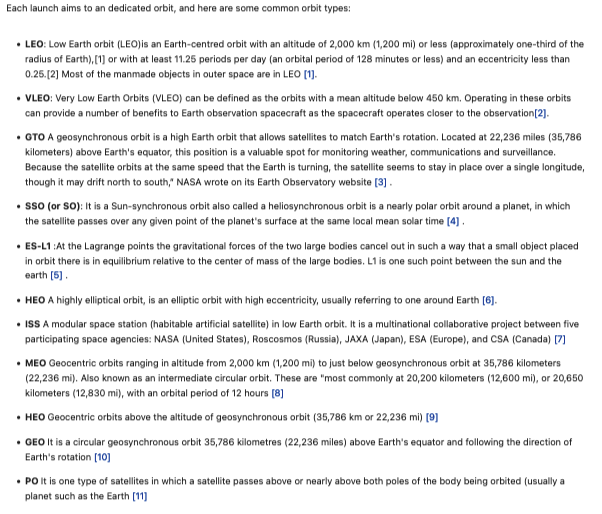 Each launch aims to an dedicated orbit, and here are some common orbit types:
• LEO: Low Earth orbit (LEO)is an Earth-centred orbit with an altitude of 2,000 km (1,200 mi) or less (approximately one-third of the
radius of Earth),[1] or with at least 11.25 periods per day (an orbital period of 128 minutes or less) and an eccentricity less than
0.25.[2] Most of the manmade objects in outer space are in LEO [1].
• VLEO: Very Low Earth Orbits (VLEO) can be defined as the orbits with a mean altitude below 450 km. Operating in these orbits
can provide a number of benefits to Earth observation spacecraft as the spacecraft operates closer to the observation[2].
• GTO A geosynchronous orbit is a high Earth orbit that allows satellites to match Earth's rotation. Located at 22,236 miles (35,786
kilometers) above Earth's equator, this position is a valuable spot for monitoring weather, communications and surveillance.
Because the satellite orbits at the same speed that the Earth is turning, the satellite seems to stay in place over a single longitude,
though it may drift north to south," NASA wrote on its Earth Observatory website [3] .
• SSO (or SO): It is a Sun-synchronous orbit also called a heliosynchronous orbit is a nearly polar orbit around a planet, in which
the satellite passes over any given point of the planet's surface at the same local mean solar time [4] .
• ES-L1 :At the Lagrange points the gravitational forces of the two large bodies cancel out in such a way that a small object placed
in orbit there is in equilibrium relative to the center of mass of the large bodies. L1 is one such point between the sun and the
earth [5] .
• HEO A highly elliptical orbit, is an elliptic orbit with high eccentricity, usually referring to one around Earth [6].
• ISS A modular space station (habitable artificial satellite) in low Earth orbit. It is a multinational collaborative project between five
participating space agencies: NASA (United States), Roscosmos (Russia), JAXA (Japan), ESA (Europe), and CSA (Canada) [7]
• MEO Geocentric orbits ranging in altitude from 2,000 km (1,200 mi) to just below geosynchronous orbit at 35,786 kilometers
(22,236 mi). Also known as an intermediate circular orbit. These are "most commonly at 20,200 kilometers (12,600 mi), or 20,650
kilometers (12,830 mi), with an orbital period of 12 hours [8]
• HEO Geocentric orbits above the altitude of geosynchronous orbit (35,786 km or 22,236 mi) [9]
• GEO It is a circular geosynchronous orbit 35,786 kilometres (22,236 miles) above Earth's equator and following the direction of
Earth's rotation [10]
• PO It is one type of satellites in which a satellite passes above or nearly above both poles of the body being orbited (usually a
planet such as the Earth [11]